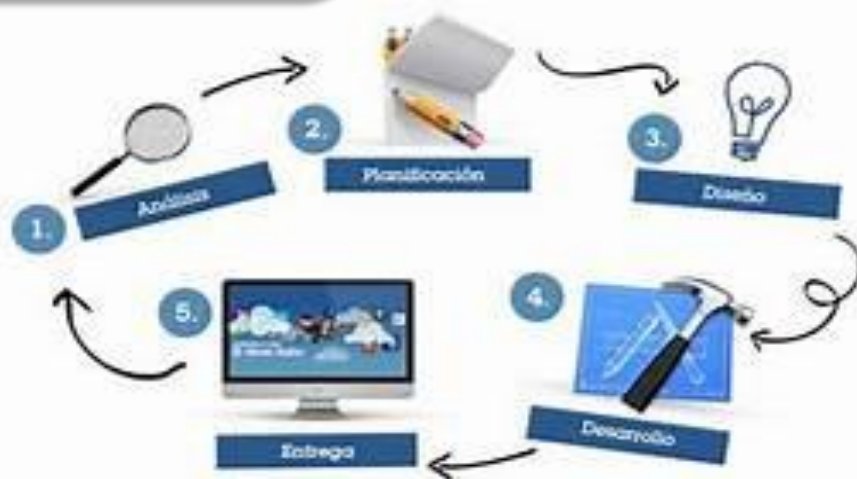 1.
Análisis
2.
Planificación
3.
Diseño
4.
Desarrollo
5.
Entrega